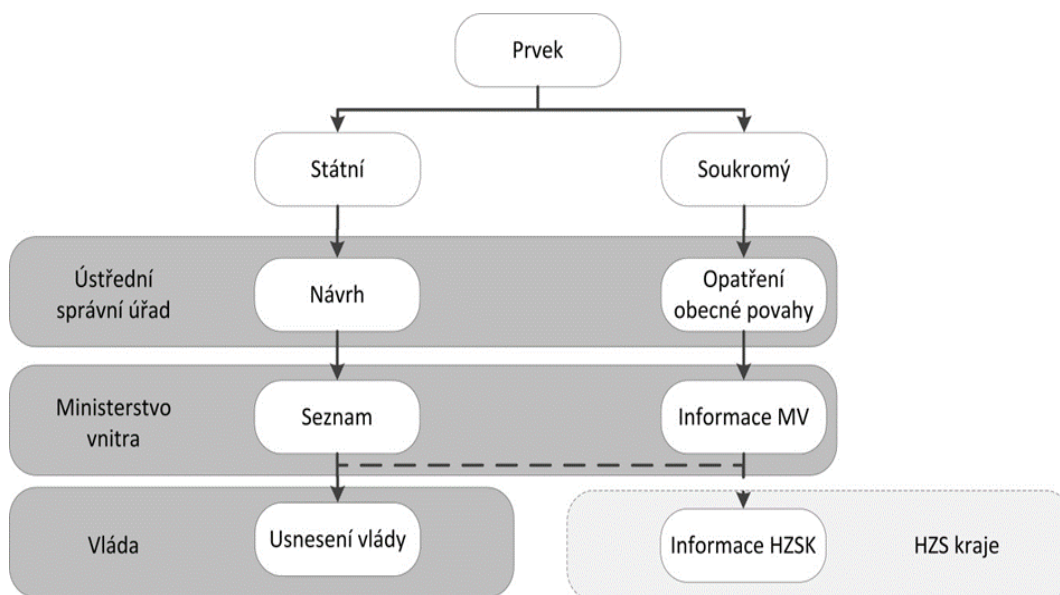 Prvek
Státní
Soukromý
Ústřední
správní úřad
Návrh
Opatření
obecné povahy
Ministerstvo
vnitra
Seznam
Informace MV
Vláda
Usnesení vlády
Informace HZSK
HZS kraje